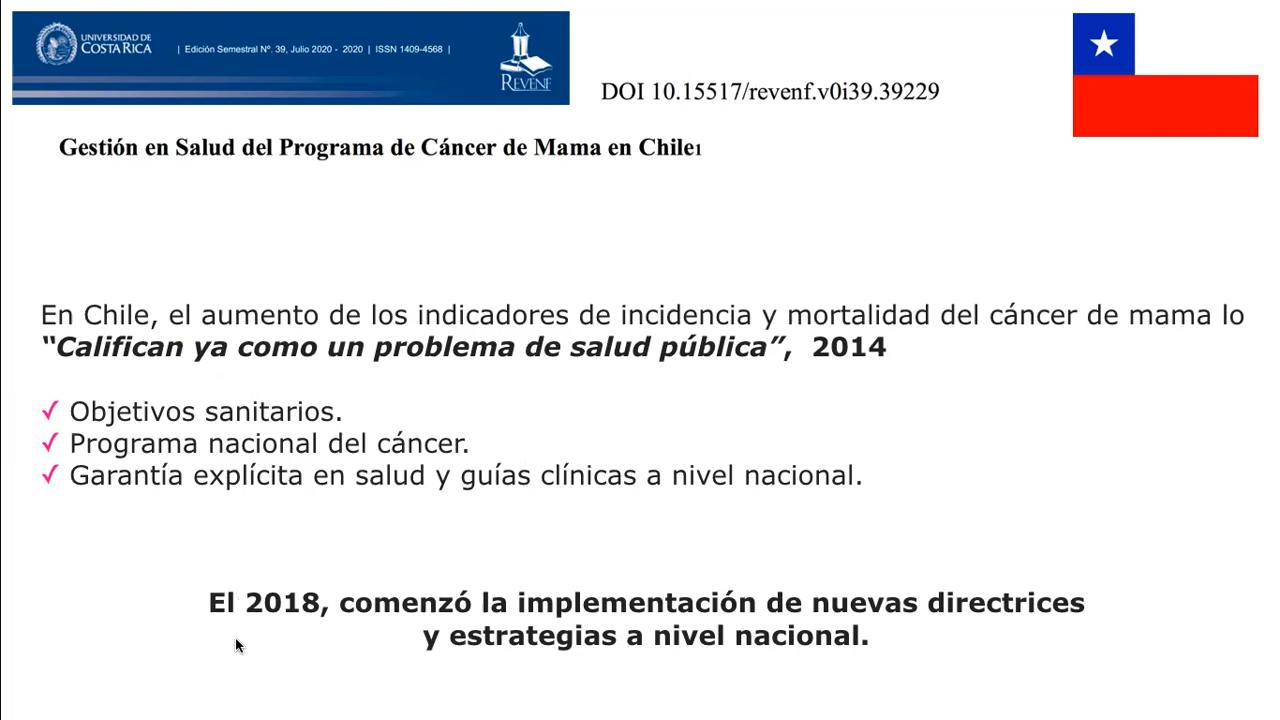 UNIVERSIDAD DE
COSTA RICA
| Edición Semestral Nº. 39, Julio 2020 - 2020 | ISSN 1409-4568 |
REVENF
DOI 10.15517/revenf.v0i39.39229
Gestión en Salud del Programa de Cáncer de Mama en Chile1
En Chile, el aumento de los indicadores de incidencia y mortalidad del cáncer de mama lo
“Califican ya como un problema de salud pública”, 2014
✓ Objetivos sanitarios.
✓ Programa nacional del cáncer.
✓ Garantía explícita en salud y guías clínicas a nivel nacional.
El 2018, comenzó la implementación de nuevas directrices
y estrategias a nivel nacional.